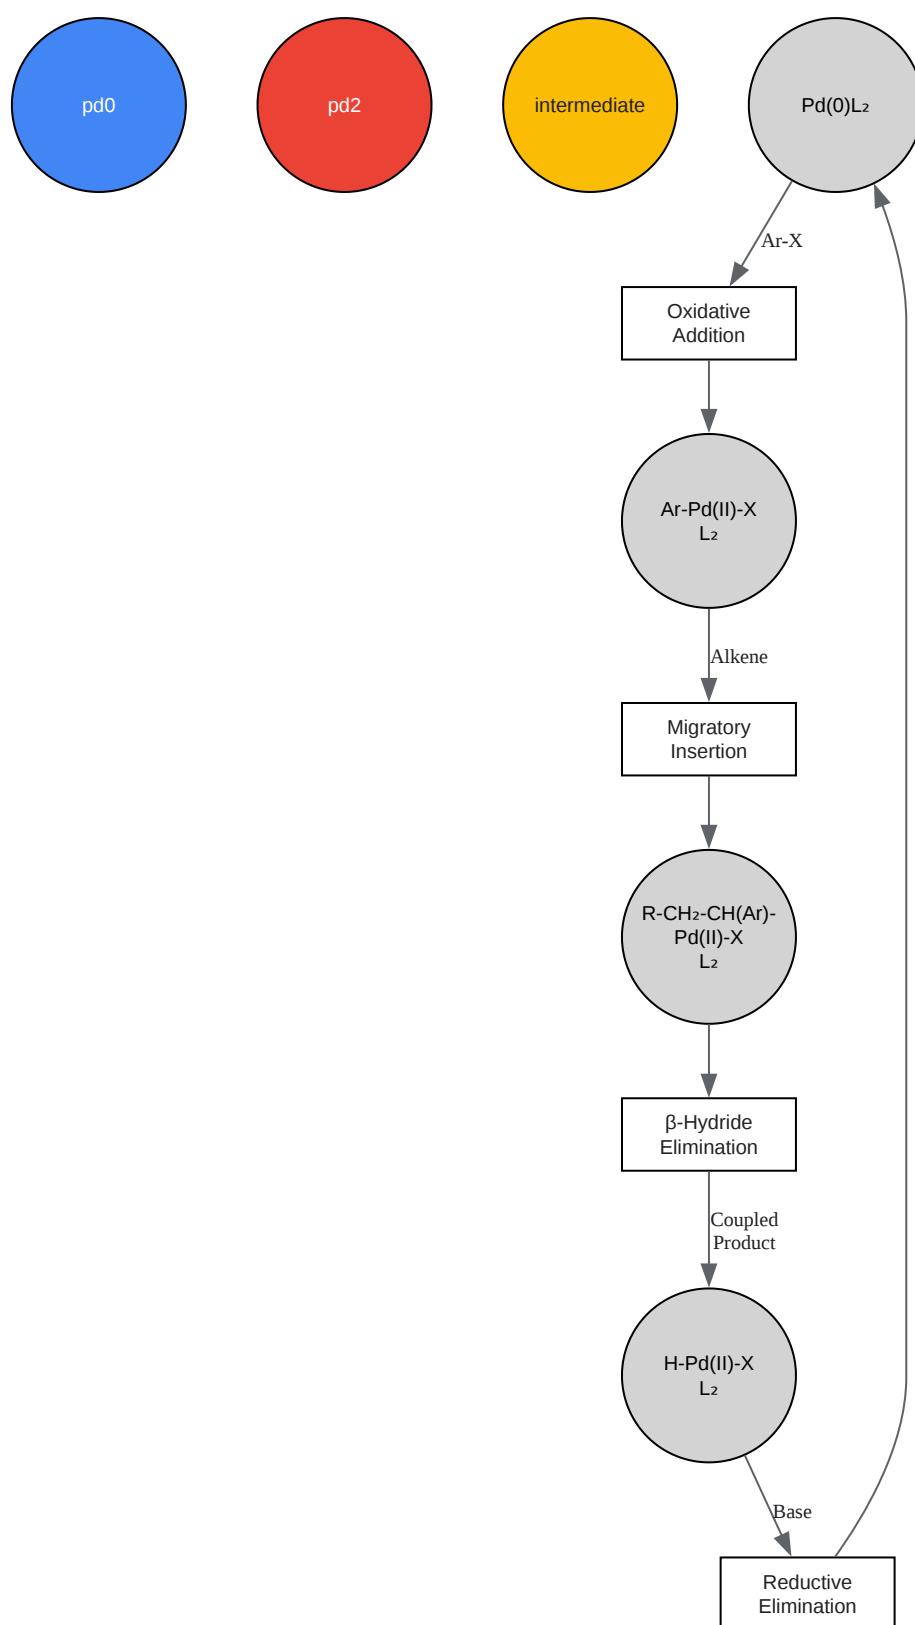 pd0
pd2
intermediate
Pd(0)L₂
Ar-X
Oxidative
Addition
Ar-Pd(II)-X
L₂
Alkene
Migratory
Insertion
R-CH₂-CH(Ar)-
Pd(II)-X
L₂
β-Hydride
Elimination
Coupled
Product
H-Pd(II)-X
L₂
Base
Reductive
Elimination